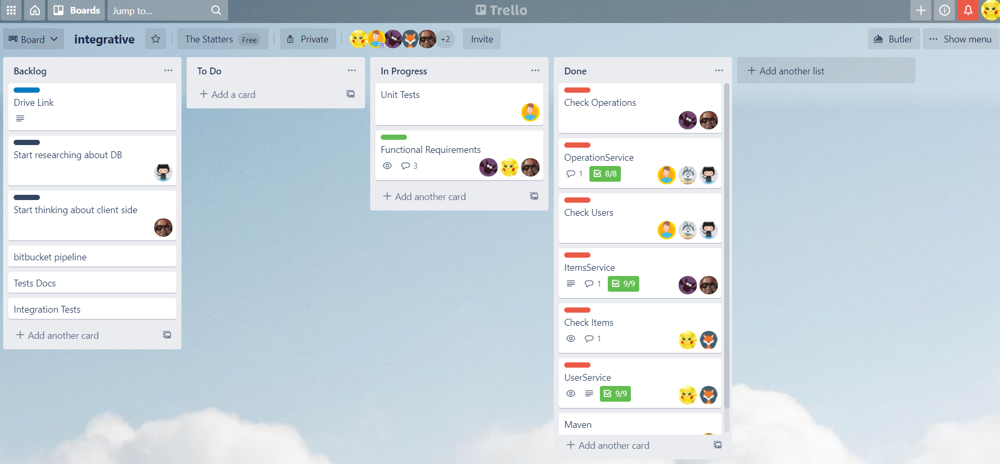 Boards
Jump to...
Trello
Board
integrative
The Statters Free
Private
+2
Invite
Butler
Show menu
Backlog
Drive Link
Start researching about DB
Start thinking about client side
bitbucket pipeline
Tests Docs
Integration Tests
Add another card
To Do
Add a card
In Progress
Unit Tests
Functional Requirements
3
Add another card
Done
Check Operations
OperationService
1 8/8
Check Users
ItemsService
1 9/9
Check Items
1
UserService
9/9
Maven
Add another card
Add another list